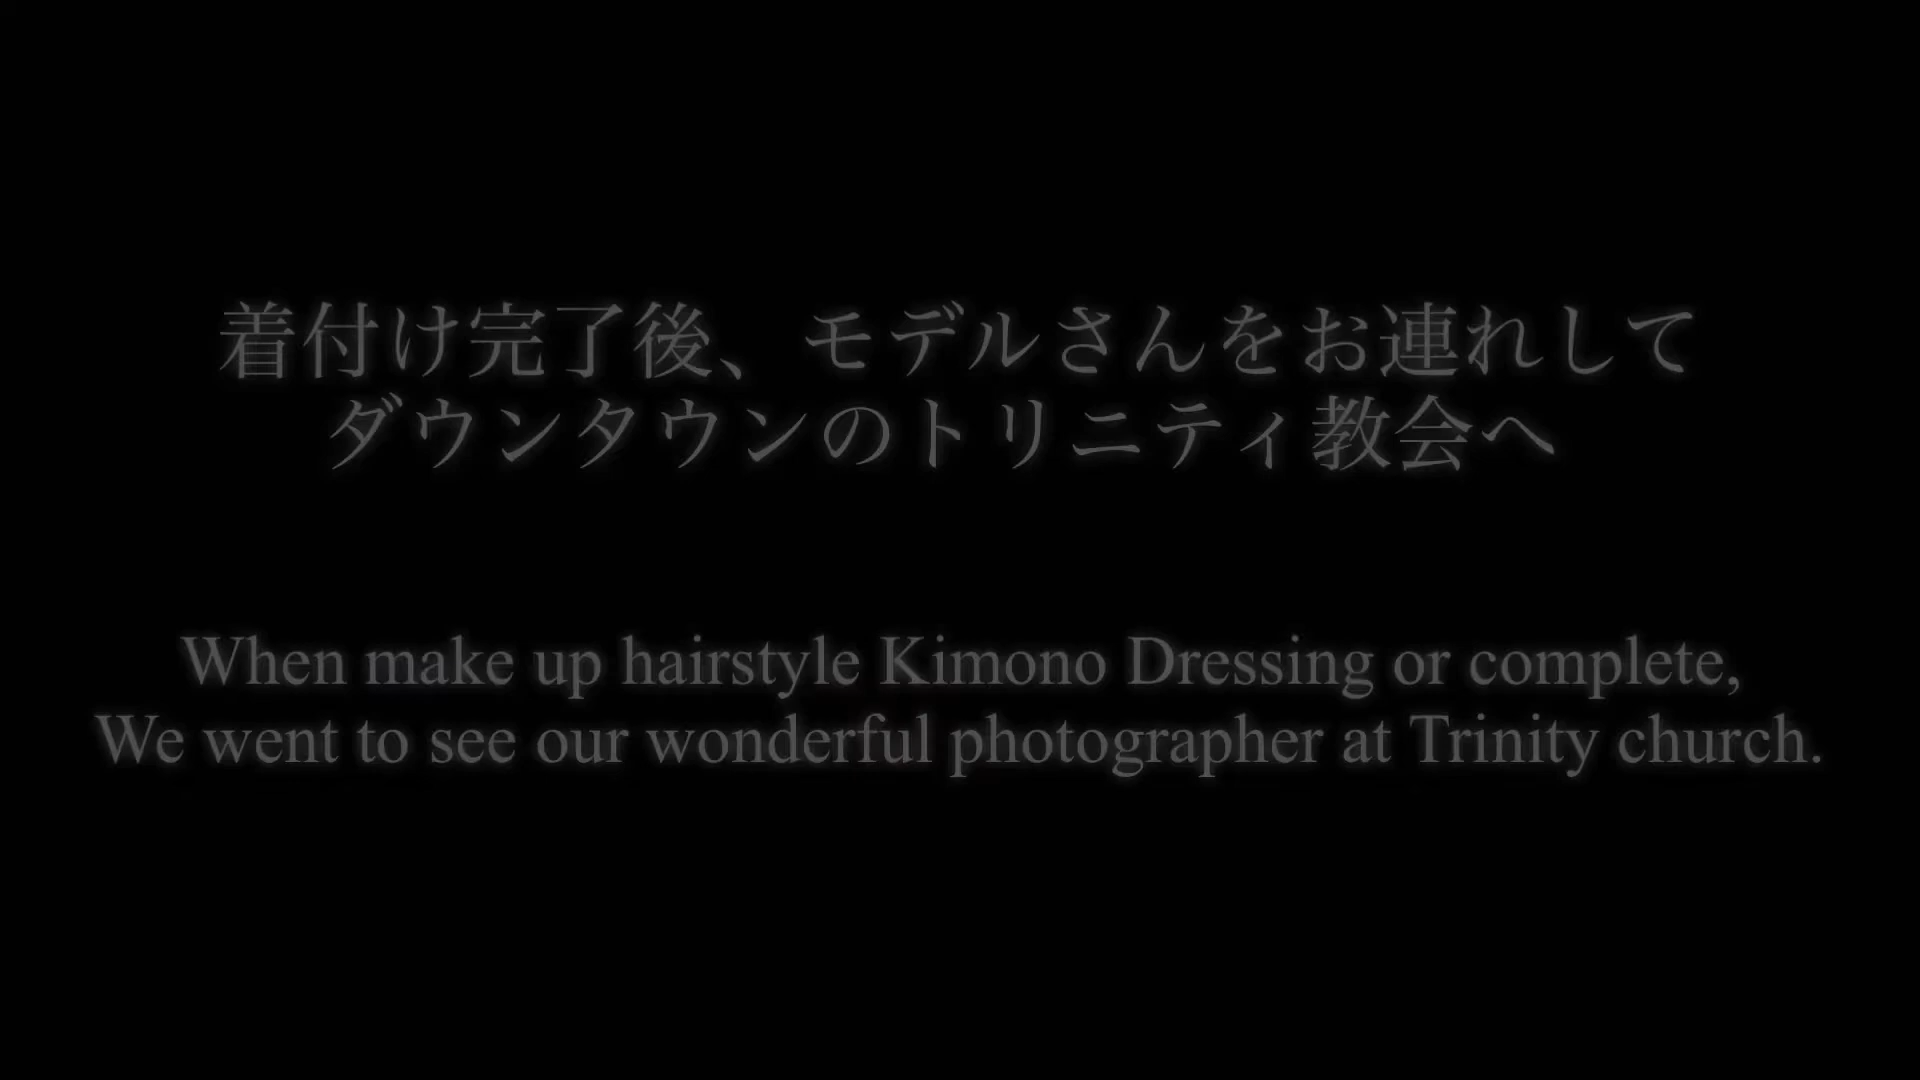 着付け完了後、モデルさんをお連れして
ダウンタウンのトリニティ教会へ
When make up hairstyle Kimono Dressing or complete,
We went to see our wonderful photographer at Trinity church.